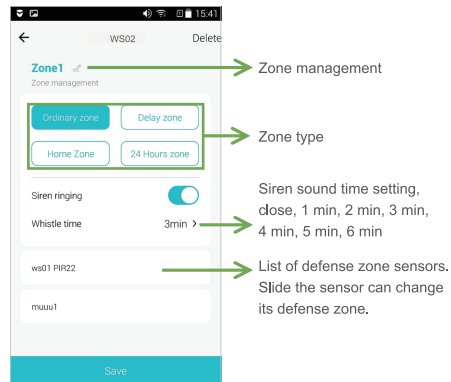 15:41
WS02 Delete
Zone1
Zone management
Zone management
Ordinary zone Delay zone
Home Zone 24 Hours zone
Zone type
Siren ringing
Whistle time 3min >
Siren sound time setting,
close, 1 min, 2 min, 3 min,
4 min, 5 min, 6 min
ws01 PIR22
List of defense zone sensors.
Slide the sensor can change
its defense zone.
muuu1
Save